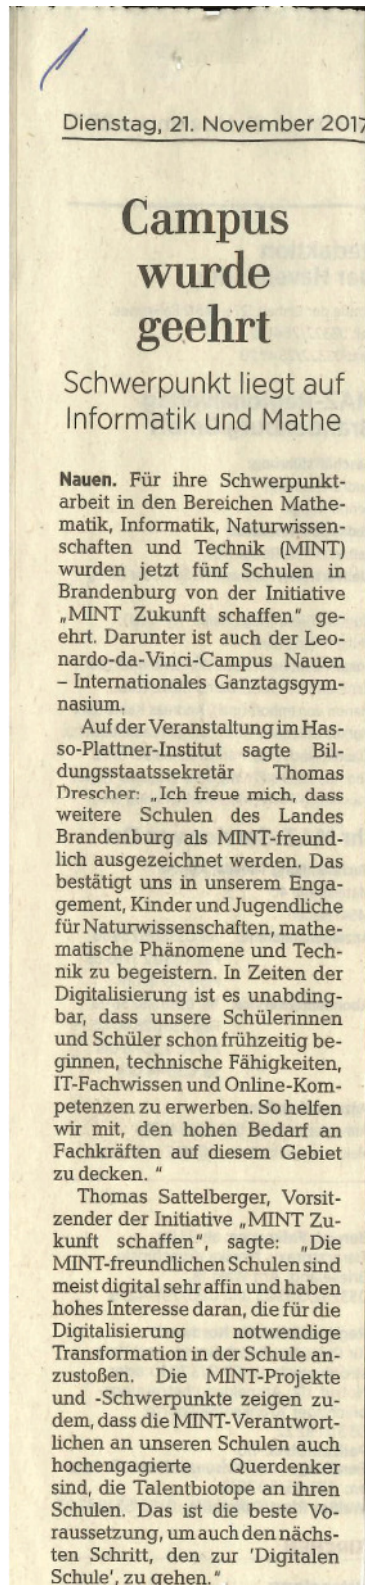 Dienstag, 21. November 2017
Campus
wurde
geehrt
Schwerpunkt liegt auf
Informatik und Mathe
Nauen. Für ihre Schwerpunkt-
arbeit in den Bereichen Mathe-
matik, Informatik, Naturwissen-
schaften und Technik (MINT)
wurden jetzt fünf Schulen in
Brandenburg von der Initiative
„MINT Zukunft schaffen" ge-
ehrt. Darunter ist auch der Leo-
nardo-da-Vinci-Campus Nauen
– Internationales Ganztagsgym-
nasium.
Auf der Veranstaltung im Has-
so-Plattner-Institut sagte Bil-
dungsstaatssekretär Thomas
Drescher: „Ich freue mich, dass
weitere Schulen des Landes
Brandenburg als MINT-freund-
lich ausgezeichnet werden. Das
bestätigt uns in unserem Enga-
gement, Kinder und Jugendliche
für Naturwissenschaften, mathe-
matische Phänomene und Tech-
nik zu begeistern. In Zeiten der
Digitalisierung ist es unabding-
bar, dass unsere Schülerinnen
und Schüler schon frühzeitig be-
ginnen, technische Fähigkeiten,
IT-Fachwissen und Online-Kom-
petenzen zu erwerben. So helfen
wir mit, den hohen Bedarf an
Fachkräften auf diesem Gebiet
zu decken. "
Thomas Sattelberger, Vorsit-
zender der Initiative „MINT Zu-
kunft schaffen", sagte: „Die
MINT-freundlichen Schulen sind
meist digital sehr affin und haben
hohes Interesse daran, die für die
Digitalisierung notwendige
Transformation in der Schule an-
zustoßen. Die MINT-Projekte
und -Schwerpunkte zeigen zu-
dem, dass die MINT-Verantwort-
lichen an unseren Schulen auch
hochengagierte Querdenker
sind, die Talentbiotope an ihren
Schulen. Das ist die beste Vo-
raussetzung, um auch den nächs-
ten Schritt, den zur 'Digitalen
Schule', zu gehen."